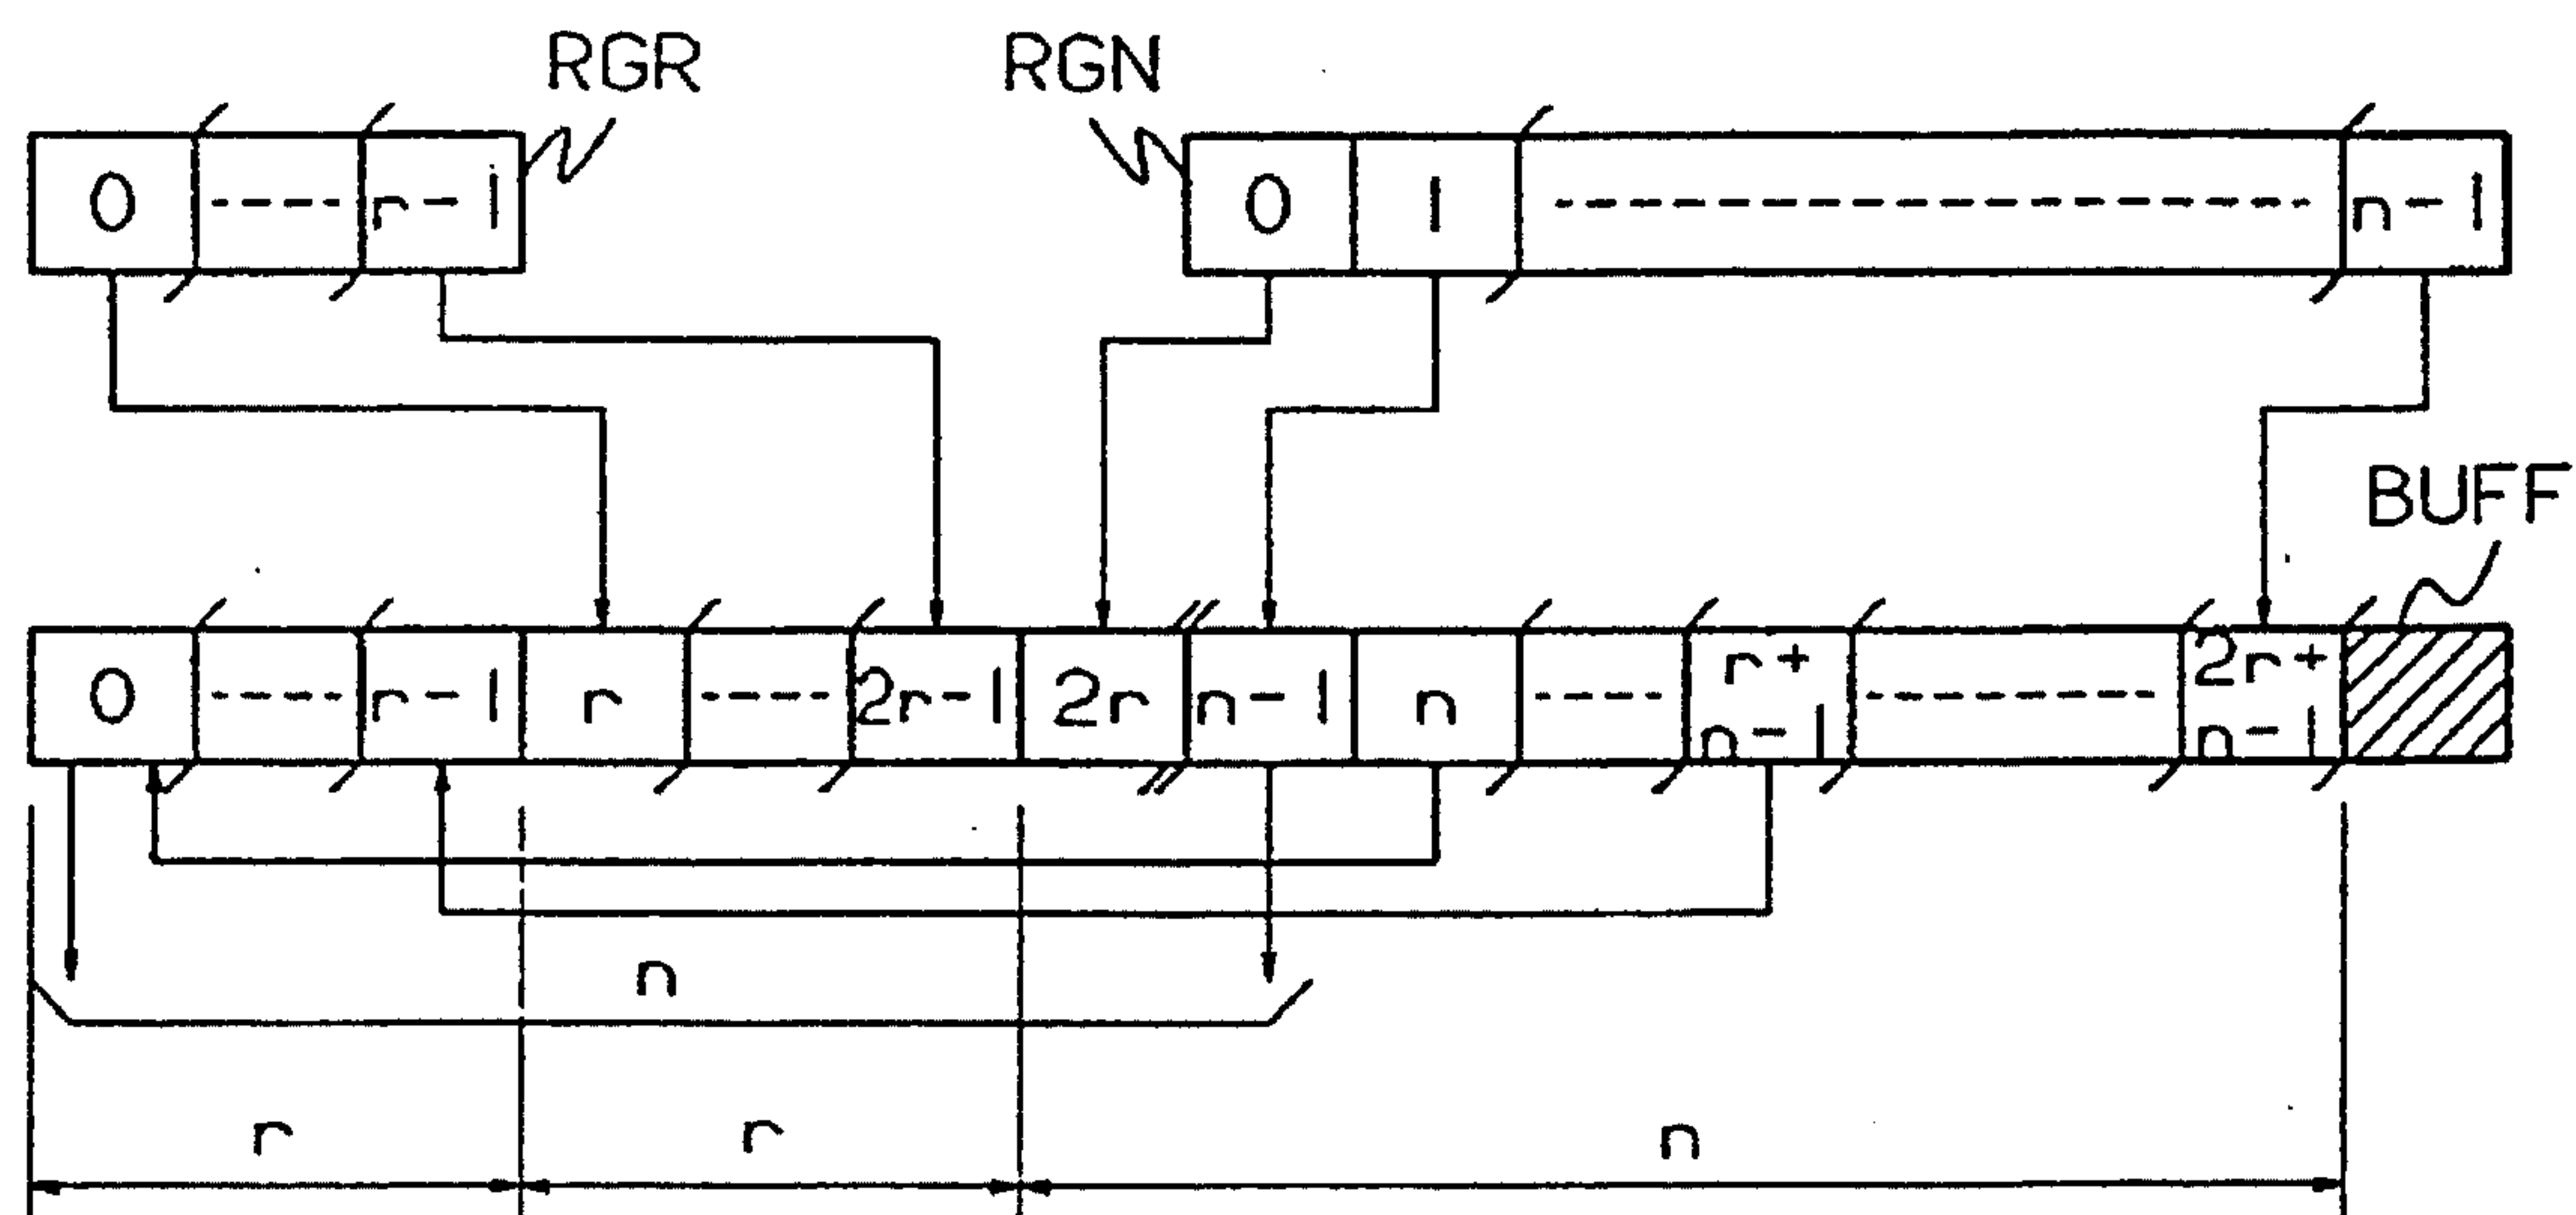 RGR RGN
0 ---- r-1 0 1 ---- n-1
BUFF
0 ---- r-1 r ---- 2r-1 2r n-1 n ---- r+n-1 ---- 2r+n-1
n
r r n